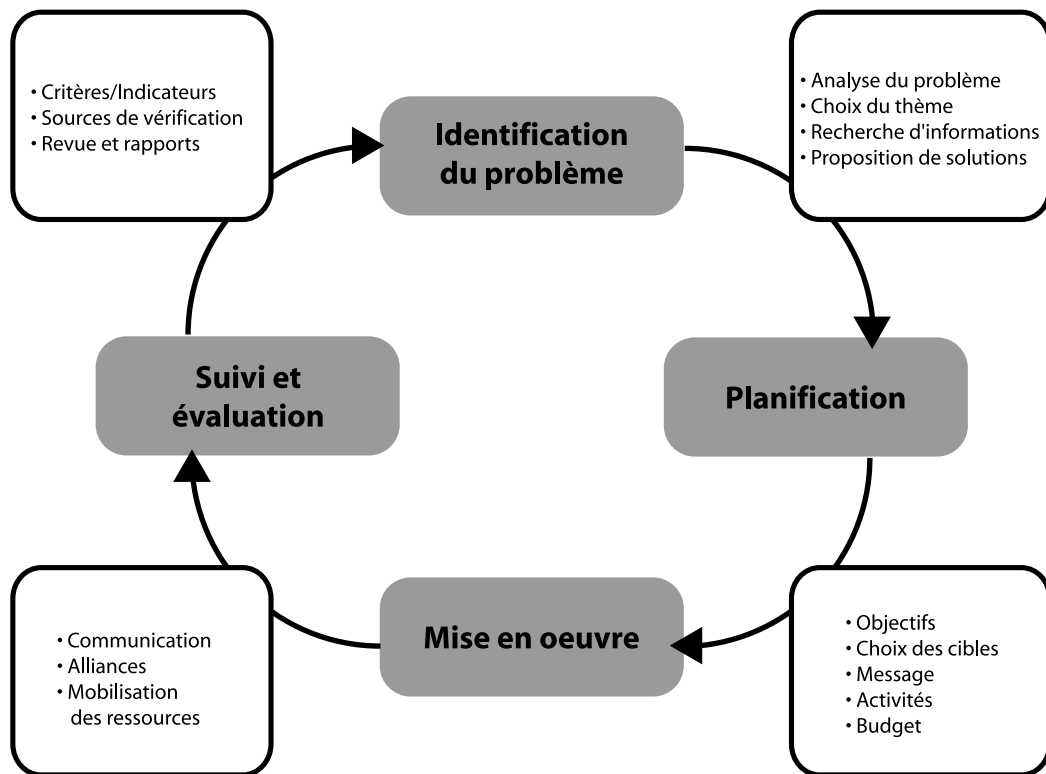 • Critères/Indicateurs
• Sources de vérification
• Revue et rapports
Identification
du problème
• Analyse du problème
• Choix du thème
• Recherche d'informations
• Proposition de solutions
Suivi et
évaluation
Planification
• Communication
• Alliances
• Mobilisation
des ressources
Mise en oeuvre
• Objectifs
• Choix des cibles
• Message
• Activités
• Budget